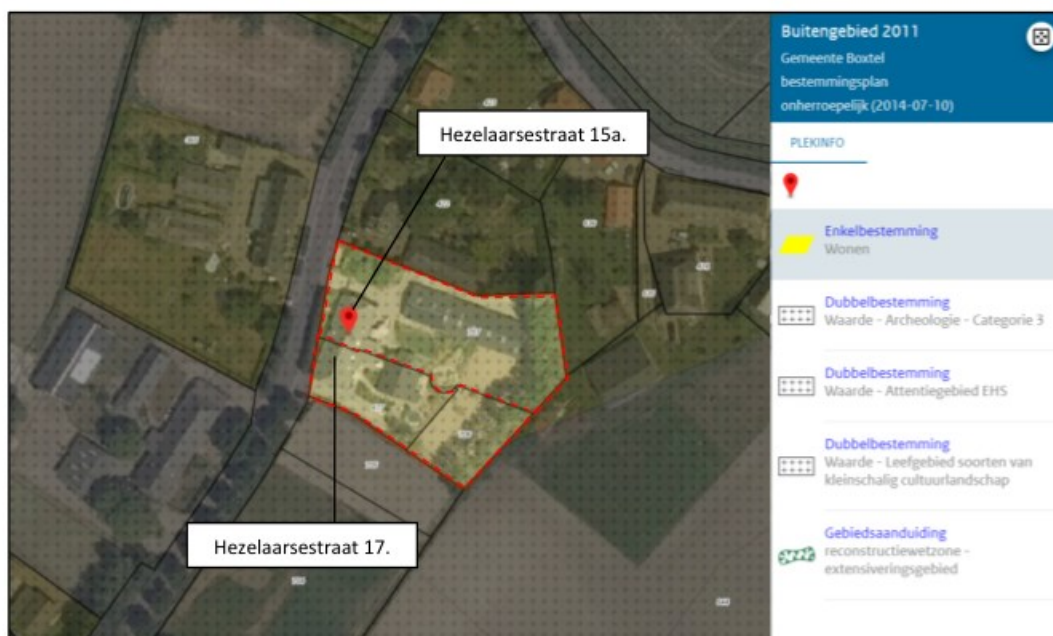 Hezelaarsestraat 15a.
Hezelaarsestraat 17.
Buitengebied 2011
Gemeente Boxtel
bestemmingsplan
onherroepelijk (2014-07-10)
PLEKINFO
Enkelbestemming
Wonen
Dubbelbestemming
Waarde - Archeologie - Categorie 3
Dubbelbestemming
Waarde - Attentiegebied EHS
Dubbelbestemming
Waarde - Leefgebied soorten van
kleinschalig cultuurlandschap
Gebiedsaanduiding
reconstructiewetzone -
extensiveringsgebied